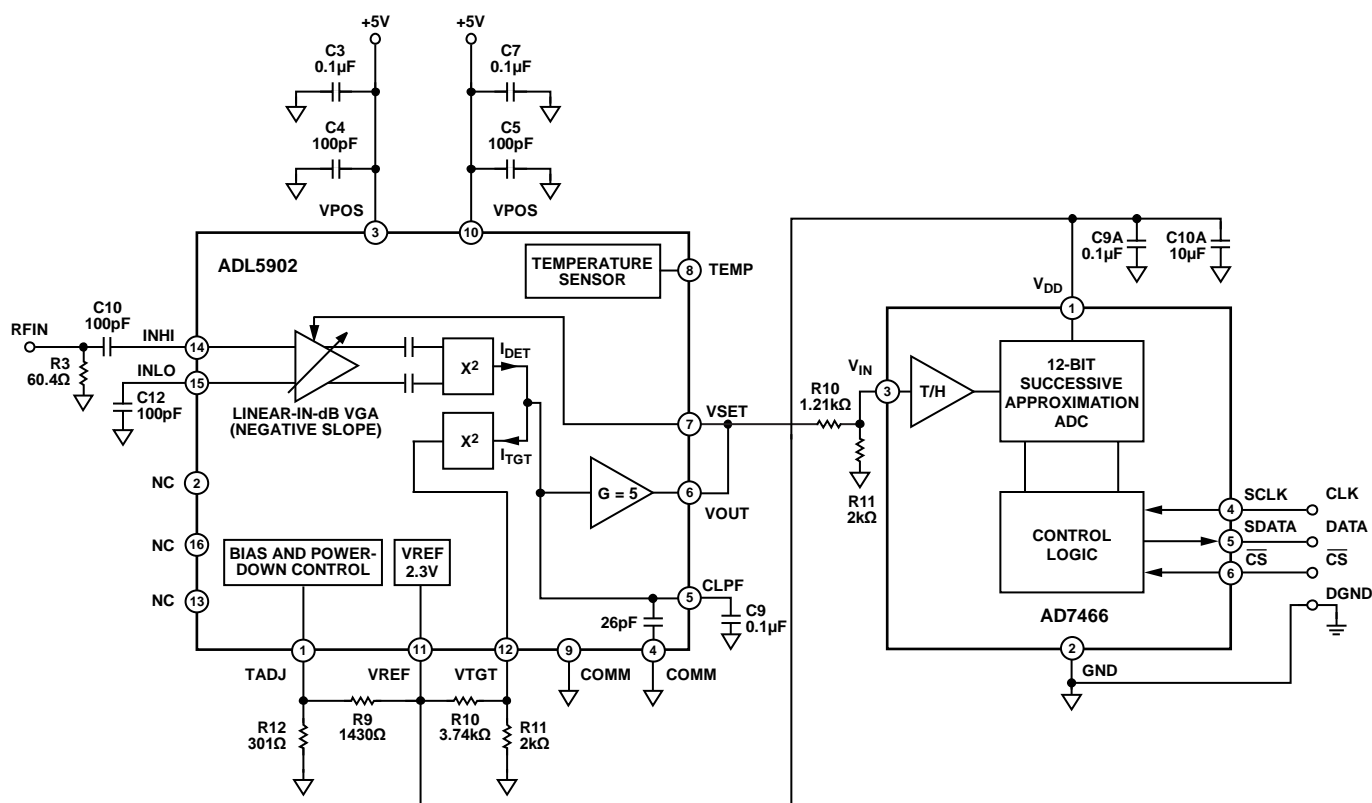 +5V
+5V
C3
0.1µF
C7
0.1µF
C4
100pF
C5
100pF
VPOS
VPOS
3
10
ADL5902
TEMPERATURE
SENSOR
8
TEMP
C9A
0.1µF
C10A
10µF
VDD
1
RFIN
C10
100pF
INHI
14
R3
60.4Ω
INLO
15
C12
100pF
LINEAR-IN-dB VGA
(NEGATIVE SLOPE)
X²
IDET
X²
ITGT
7
VSET
G = 5
6
VOUT
R10
1.21kΩ
R11
2kΩ
VIN
3
T/H
12-BIT
SUCCESSIVE
APPROXIMATION
ADC
CONTROL
LOGIC
4
SCLK
CLK
5
SDATA
DATA
6
CS
CS
DGND
AD7466
2
GND
NC
2
NC
16
NC
13
BIAS AND POWER-
DOWN CONTROL
VREF
2.3V
26pF
5
CLPF
C9
0.1µF
1
11
12
9
4
TADJ
VREF
VTGT
COMM
COMM
R12
301Ω
R9
1430Ω
R10
3.74kΩ
R11
2kΩ